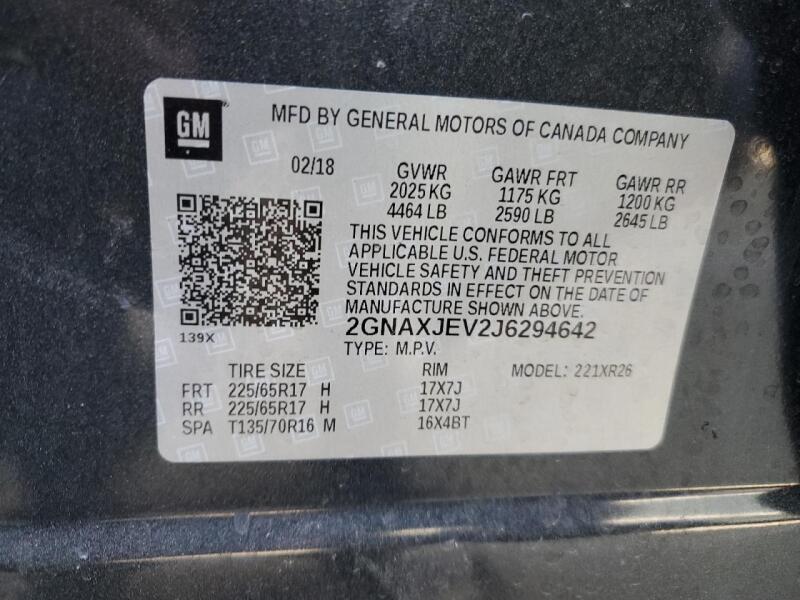 GM
MFD BY GENERAL MOTORS OF CANADA COMPANY
02/18 GVWR GAWR FRT GAWR RR
2025 KG 1175 KG 1200 KG
4464 LB 2590 LB 2645 LB
THIS VEHICLE CONFORMS TO ALL
APPLICABLE U.S. FEDERAL MOTOR
VEHICLE SAFETY AND THEFT PREVENTION
STANDARDS IN EFFECT ON THE DATE OF
MANUFACTURE SHOWN ABOVE.
139X 2GNAXJEV2J6294642
TYPE: M.P.V.
TIRE SIZE RIM MODEL: 221XR26
FRT 225/65R17 H 17X7J
RR 225/65R17 H 17X7J
SPA T135/70R16 M 16X4BT